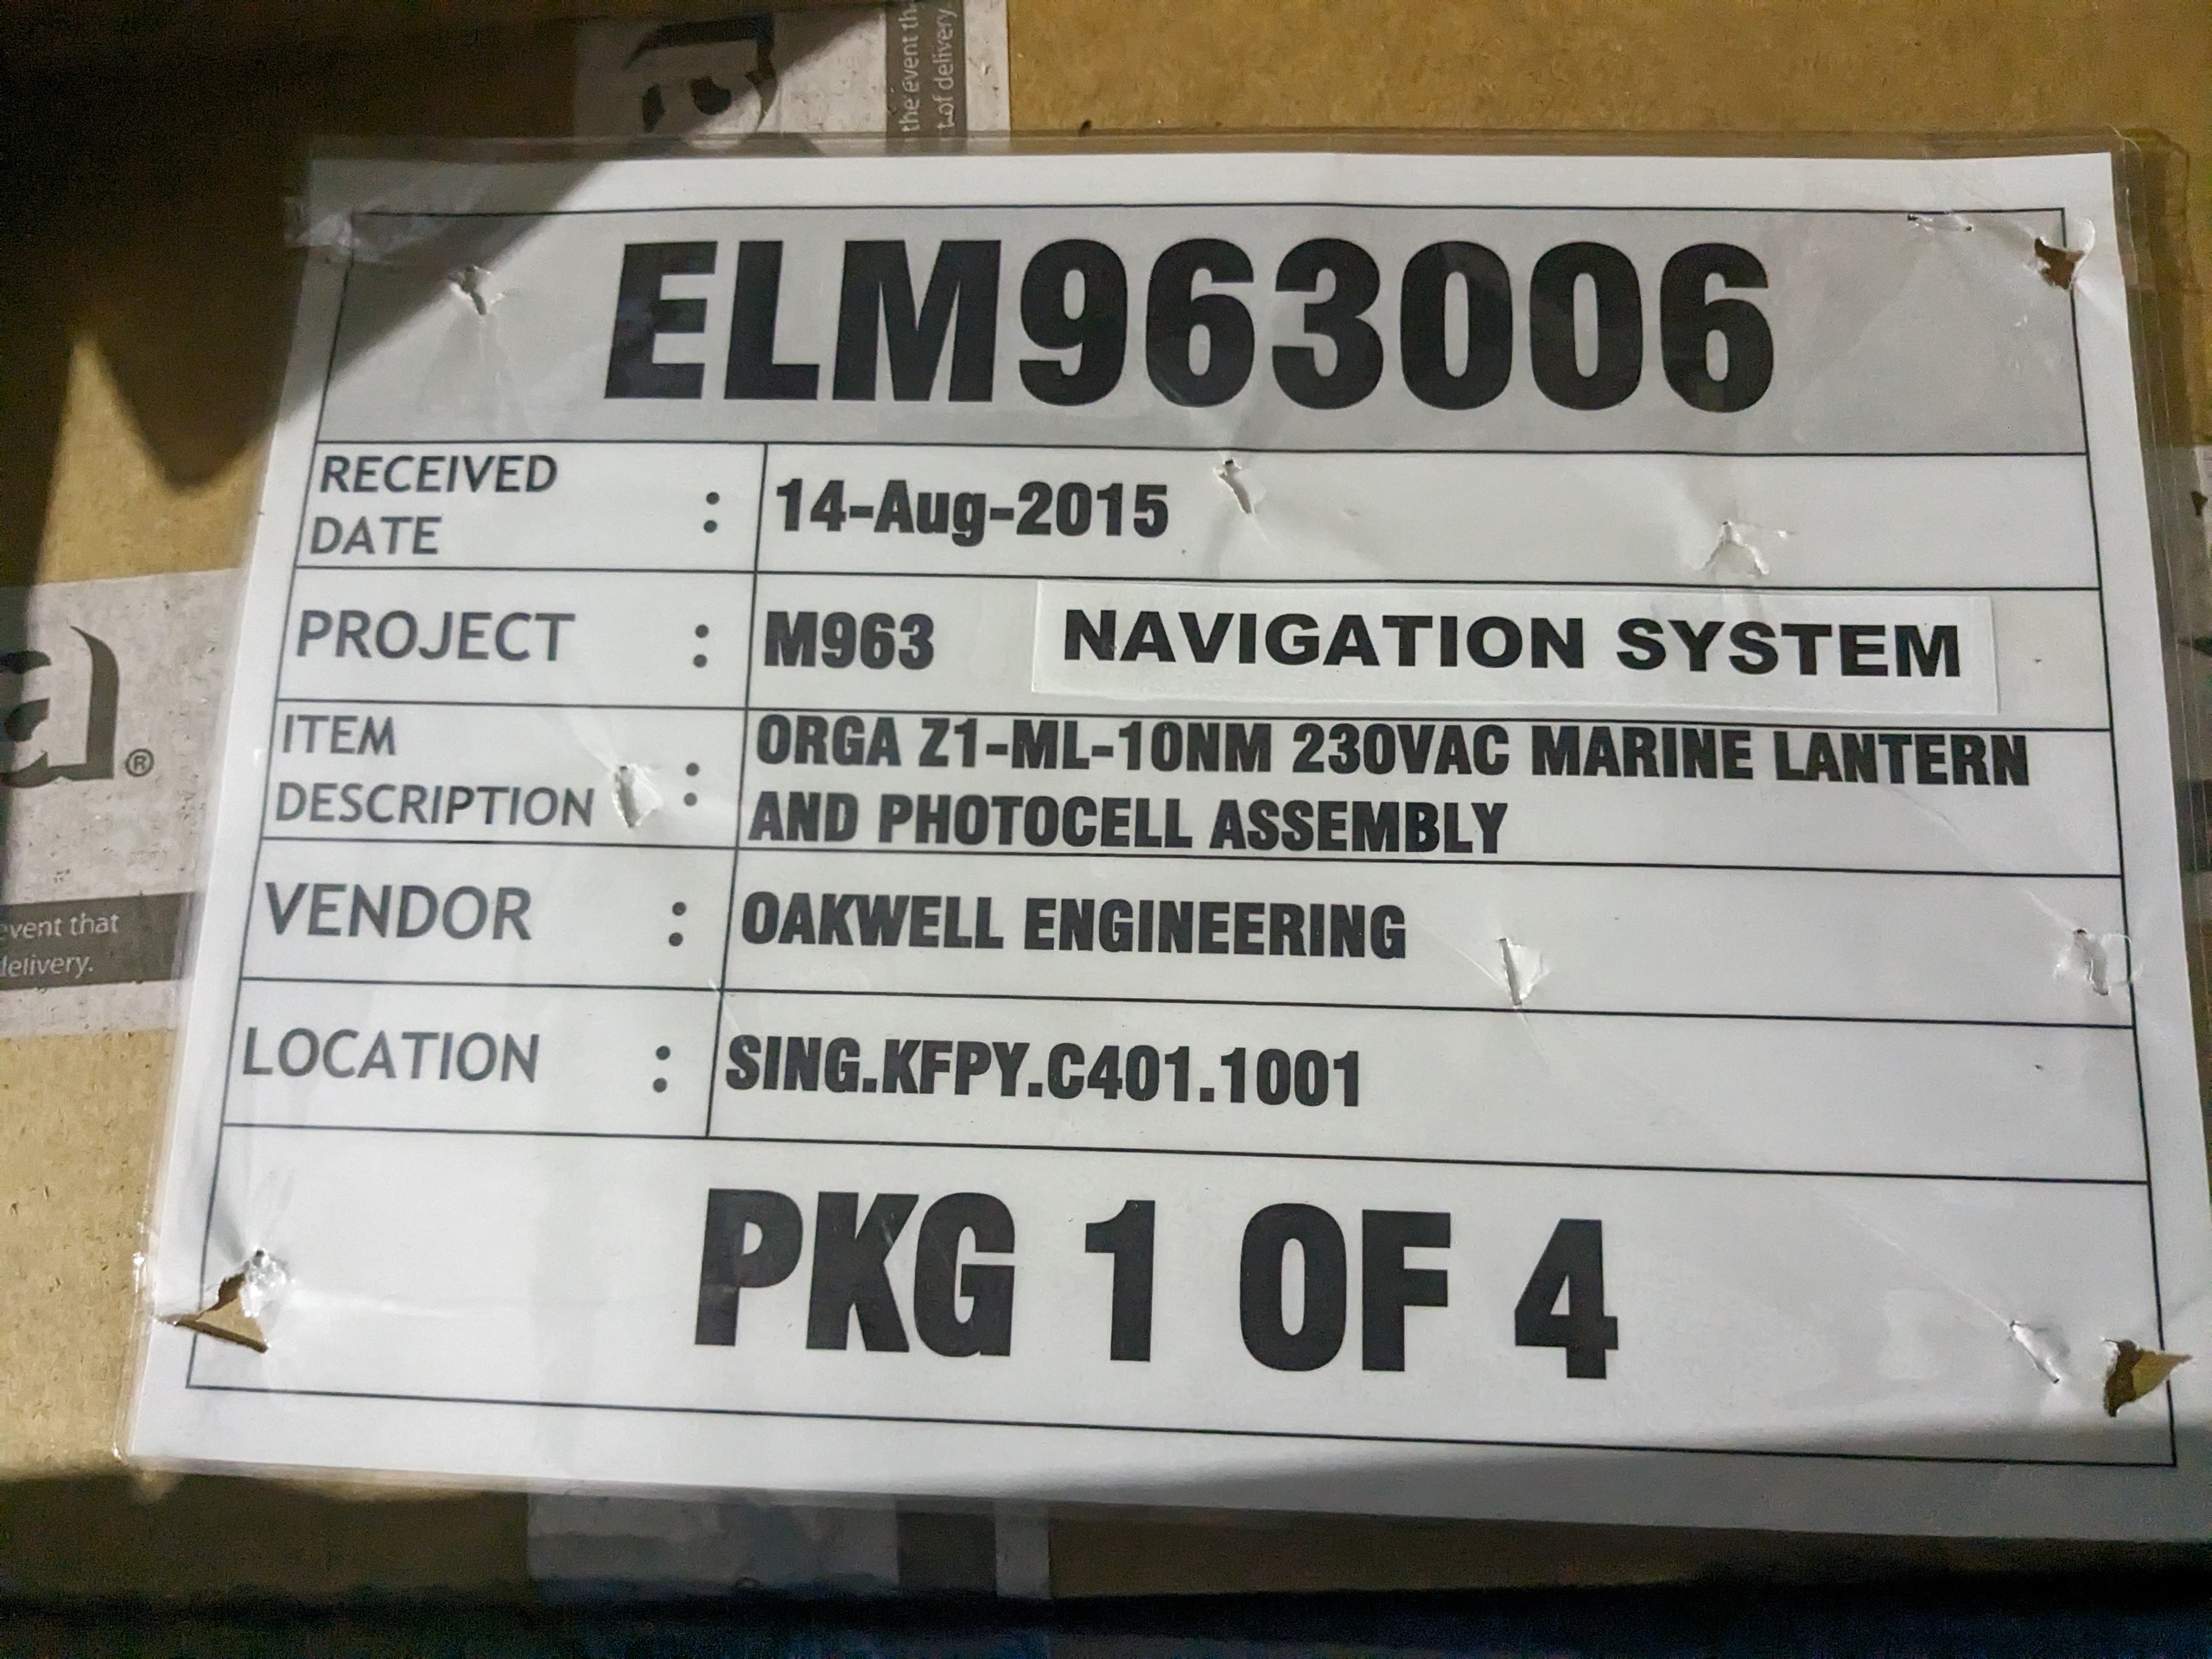 the event th
t of delivery
ELM963006
RECEIVED DATE : 14-Aug-2015
PROJECT : M963 NAVIGATION SYSTEM
ITEM DESCRIPTION : ORGA Z1-ML-10NM 230VAC MARINE LANTERN
AND PHOTOCELL ASSEMBLY
VENDOR : OAKWELL ENGINEERING
LOCATION : SING.KFPY.C401.1001
PKG 1 OF 4
a®
event that
delivery.